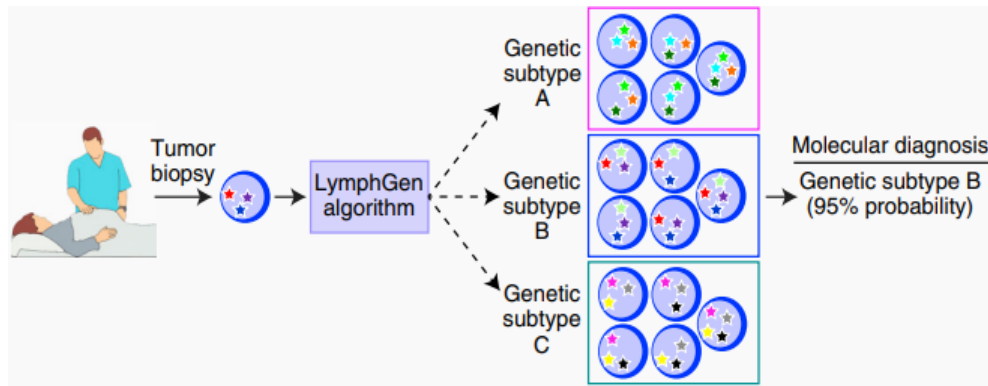 Tumor
biopsy
LymphGen
algorithm
Genetic
subtype
A
Genetic
subtype
B
Genetic
subtype
C
Molecular diagnosis
Genetic subtype B
(95% probability)